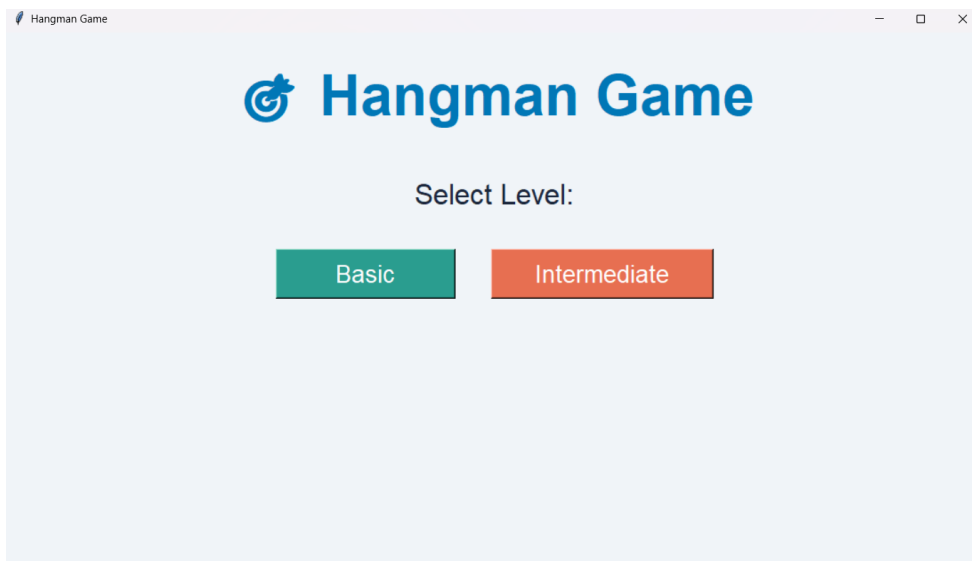 Hangman Game
🎯 Hangman Game
Select Level:
Basic Intermediate